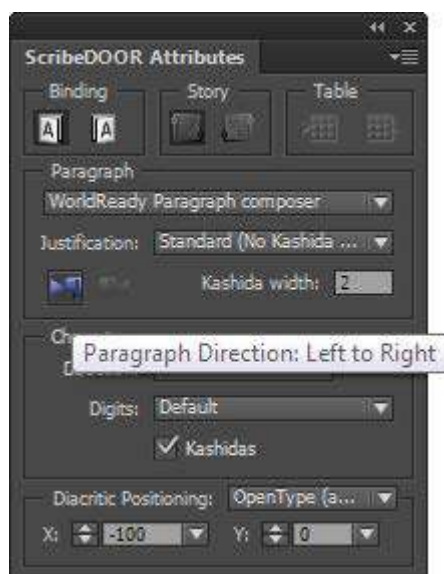 ScribeDOOR Attributes
Binding Story Table
Paragraph
WorldReady Paragraph composer
Justification: Standard (No Kashida ...
Kashida width: 2
Paragraph Direction: Left to Right
Digits: Default
Kashidas
Diacritic Positioning: OpenType (a...
X: -100 Y: 0